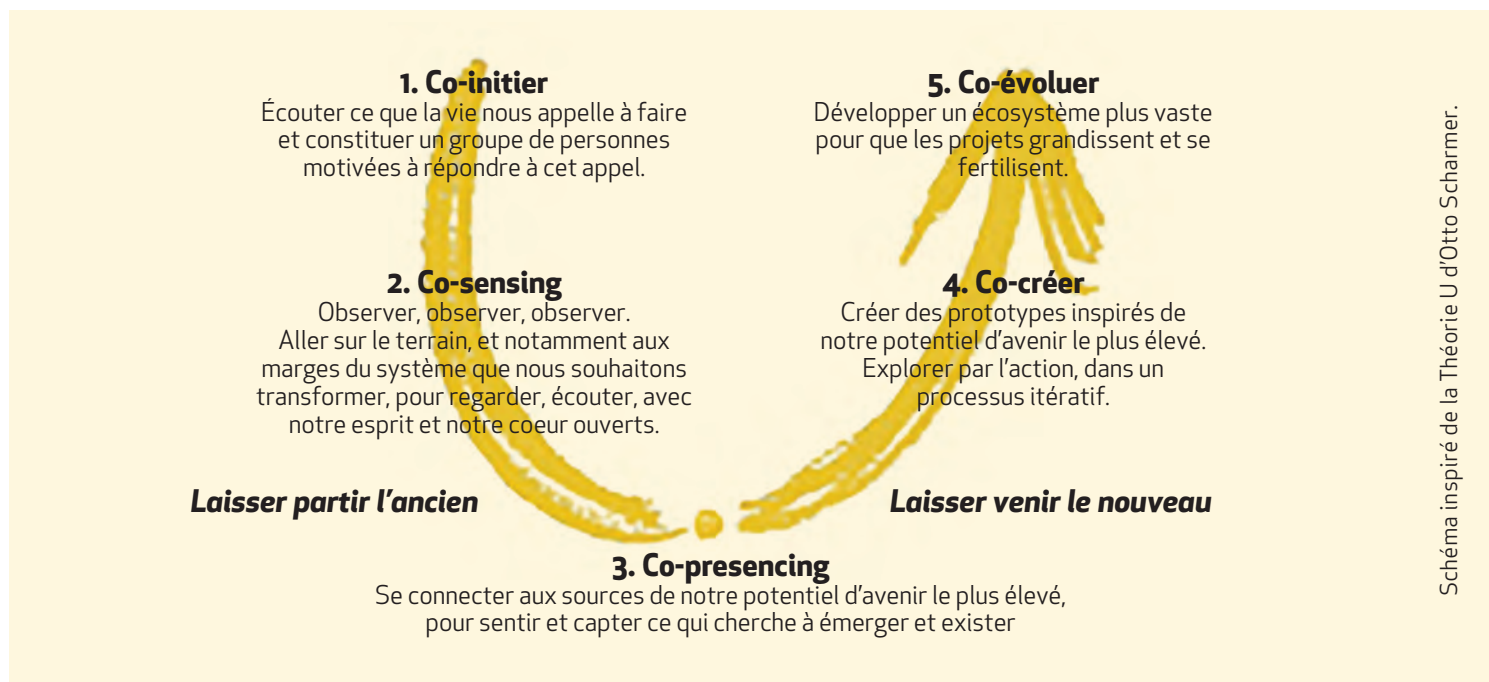 1. Co-initier
Écouter ce que la vie nous appelle à faire
et constituer un groupe de personnes
motivées à répondre à cet appel.
2. Co-sensing
Observer, observer, observer.
Aller sur le terrain, et notamment aux
marges du système que nous souhaitons
transformer, pour regarder, écouter, avec
notre esprit et notre coeur ouverts.
Laisser partir l’ancien
3. Co-presencing
Se connecter aux sources de notre potentiel d’avenir le plus élevé,
pour sentir et capter ce qui cherche à émerger et exister
Laisser venir le nouveau
4. Co-créer
Créer des prototypes inspirés de
notre potentiel d’avenir le plus élevé.
Explorer par l’action, dans un
processus itératif.
5. Co-évoluer
Développer un écosystème plus vaste
pour que les projets grandissent et se
fertilisent.
Schéma inspiré de la Théorie U d’Otto Scharmer.